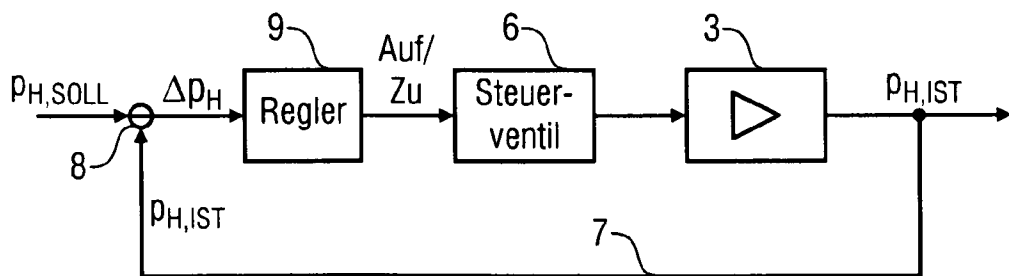 9
6
3
Auf/
Zu
p_H,SOLL
Δp_H
Regler
Steuer-
ventil
p_H,IST
8
p_H,IST
7